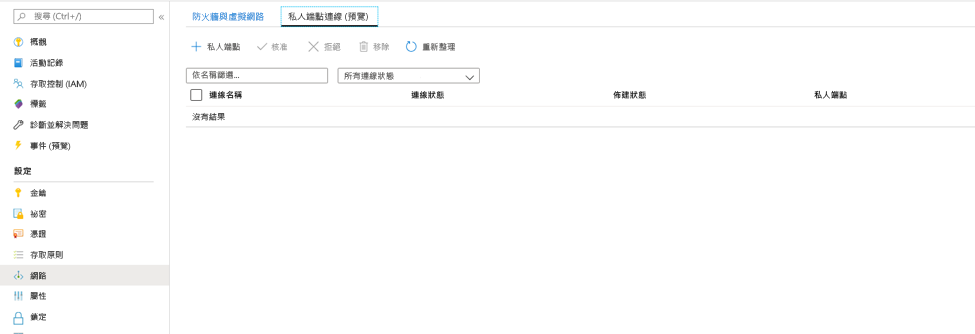 搜尋 (Ctrl+/)
«
概觀
活動記錄
存取控制 (IAM)
標籤
診斷並解決問題
事件 (預覽)
設定
金鑰
祕密
憑證
存取原則
網路
屬性
鎖定
防火牆與虛擬網路
私人端點連線 (預覽)
私人端點
核准
拒絕
移除
重新整理
依名稱篩選...
所有連線狀態
連線名稱
連線狀態
佈建狀態
私人端點
沒有結果